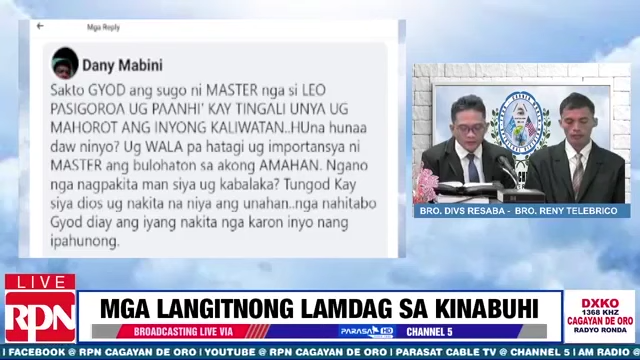 Mga Reply
Dany Mabini
Sakto GYOD ang sugo ni MASTER nga si LEO
PASIGOROA UG PAANHI' KAY TINGALI UNYA UG
MAHOROT ANG INYONG KALIWATAN..HUna hunaa
daw ninyo? Ug WALA pa hatagi ug importansya ni
MASTER ang bulohaton sa akong AMAHAN. Ngano
nga nagpakita man siya ug kabalaka? Tungod Kay
siya dios ug nakita na niya ang unahan..nga nahitabo
Gyod diay ang iyang nakita nga karon inyo nang
ipahunong.
BRO. DIVS RESABA - BRO. RENY TELEBRICO
LIVE
RPN
MGA LANGITNONG LAMDAG SA KINABUHI
BROADCASTING LIVE VIA
PARASAT HD
CHANNEL 5
DXKO
1368 KHZ
CAGAYAN DE ORO
RADYO RONDA
I FACEBOOK @ RPN CAGAYAN DE ORO | YOUTUBE @ RPN CAGAYAN DE ORO | PARASAT CABLE TV @ CHANNEL 5 | AM RADIO @